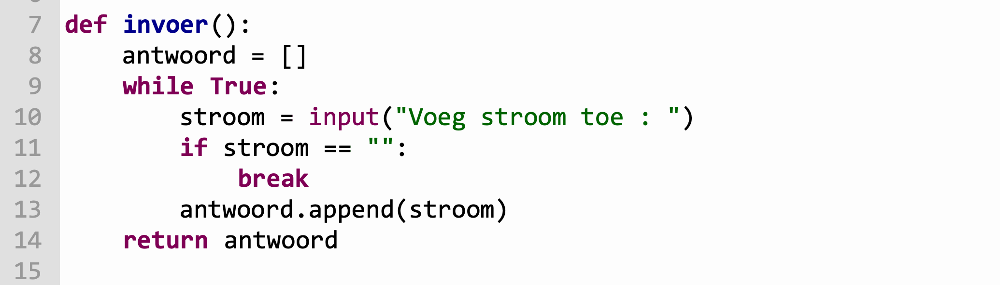 7 def invoer():
8     antwoord = []
9     while True:
10         stroom = input("Voeg stroom toe : ")
11         if stroom == "":
12             break
13         antwoord.append(stroom)
14     return antwoord
15